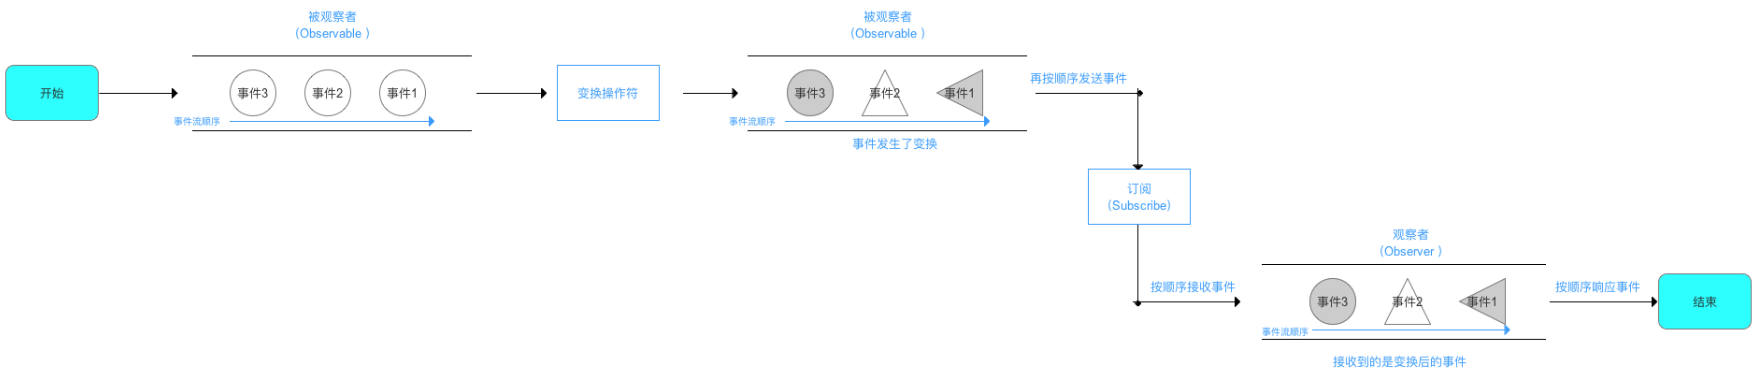 被观察者
（Observable ）
开始
事件3
事件2
事件1
事件流顺序
变换操作符
被观察者
（Observable ）
事件3
事件2
事件1
事件流顺序
事件发生了变换
再按顺序发送事件
订阅
（Subscribe）
按顺序接收事件
观察者
（Observer ）
事件3
事件2
事件1
事件流顺序
接收到的是变换后的事件
按顺序响应事件
结束